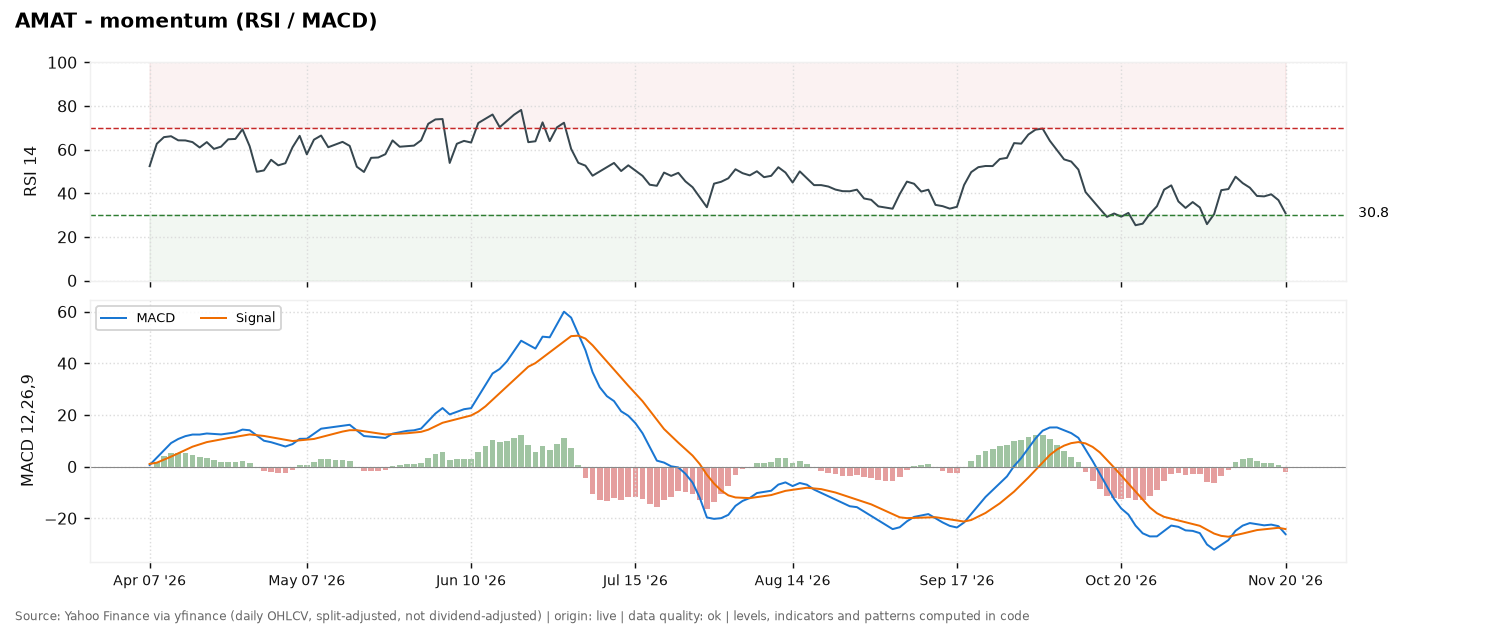 AMAT - momentum (RSI / MACD)
100
80
60
40
20
0
RSI 14
30.8
MACD
Signal
60
40
20
0
−20
MACD 12,26,9
Apr 07 '26
May 07 '26
Jun 10 '26
Jul 15 '26
Aug 14 '26
Sep 17 '26
Oct 20 '26
Nov 20 '26
Source: Yahoo Finance via yfinance (daily OHLCV, split-adjusted, not dividend-adjusted) | origin: live | data quality: ok | levels, indicators and patterns computed in code